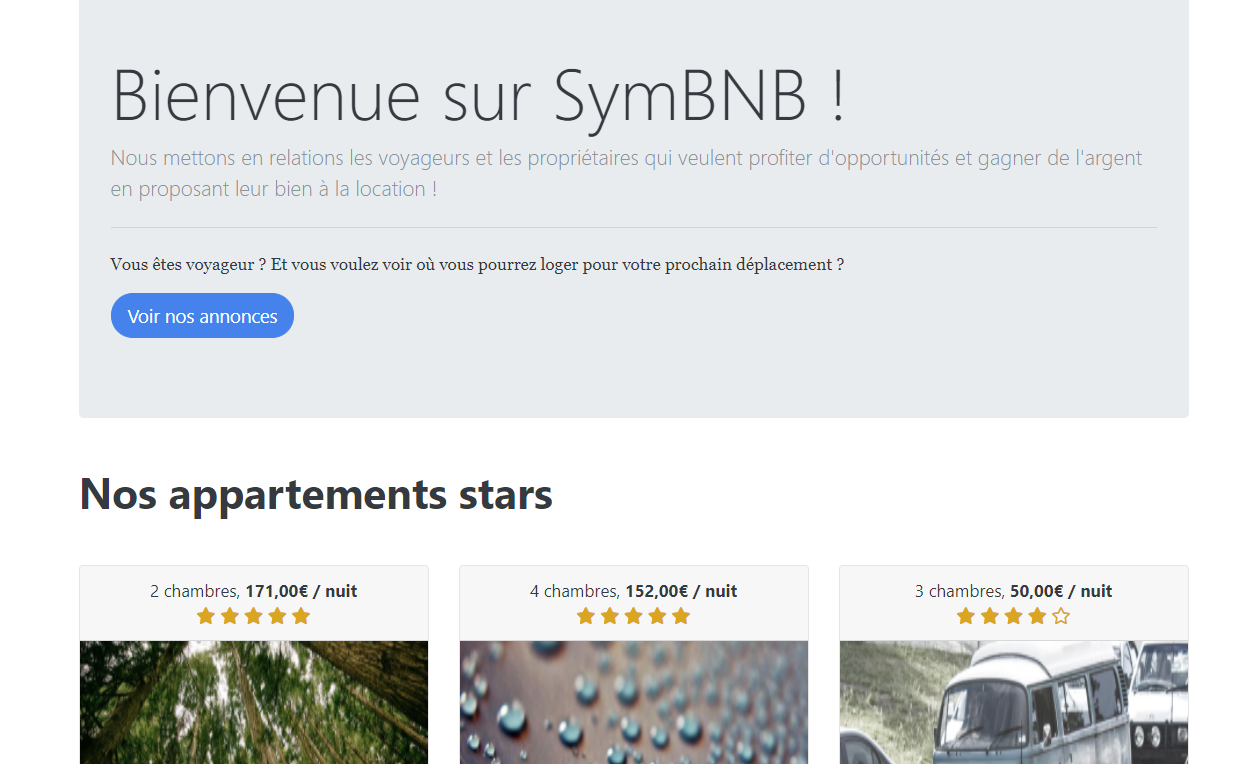 Bienvenue sur SymBNB !
Nous mettons en relations les voyageurs et les propriétaires qui veulent profiter d'opportunités et gagner de l'argent
en proposant leur bien à la location !
Vous êtes voyageur ? Et vous voulez voir où vous pourrez loger pour votre prochain déplacement ?
Voir nos annonces
Nos appartements stars
2 chambres, 171,00€ / nuit
4 chambres, 152,00€ / nuit
3 chambres, 50,00€ / nuit